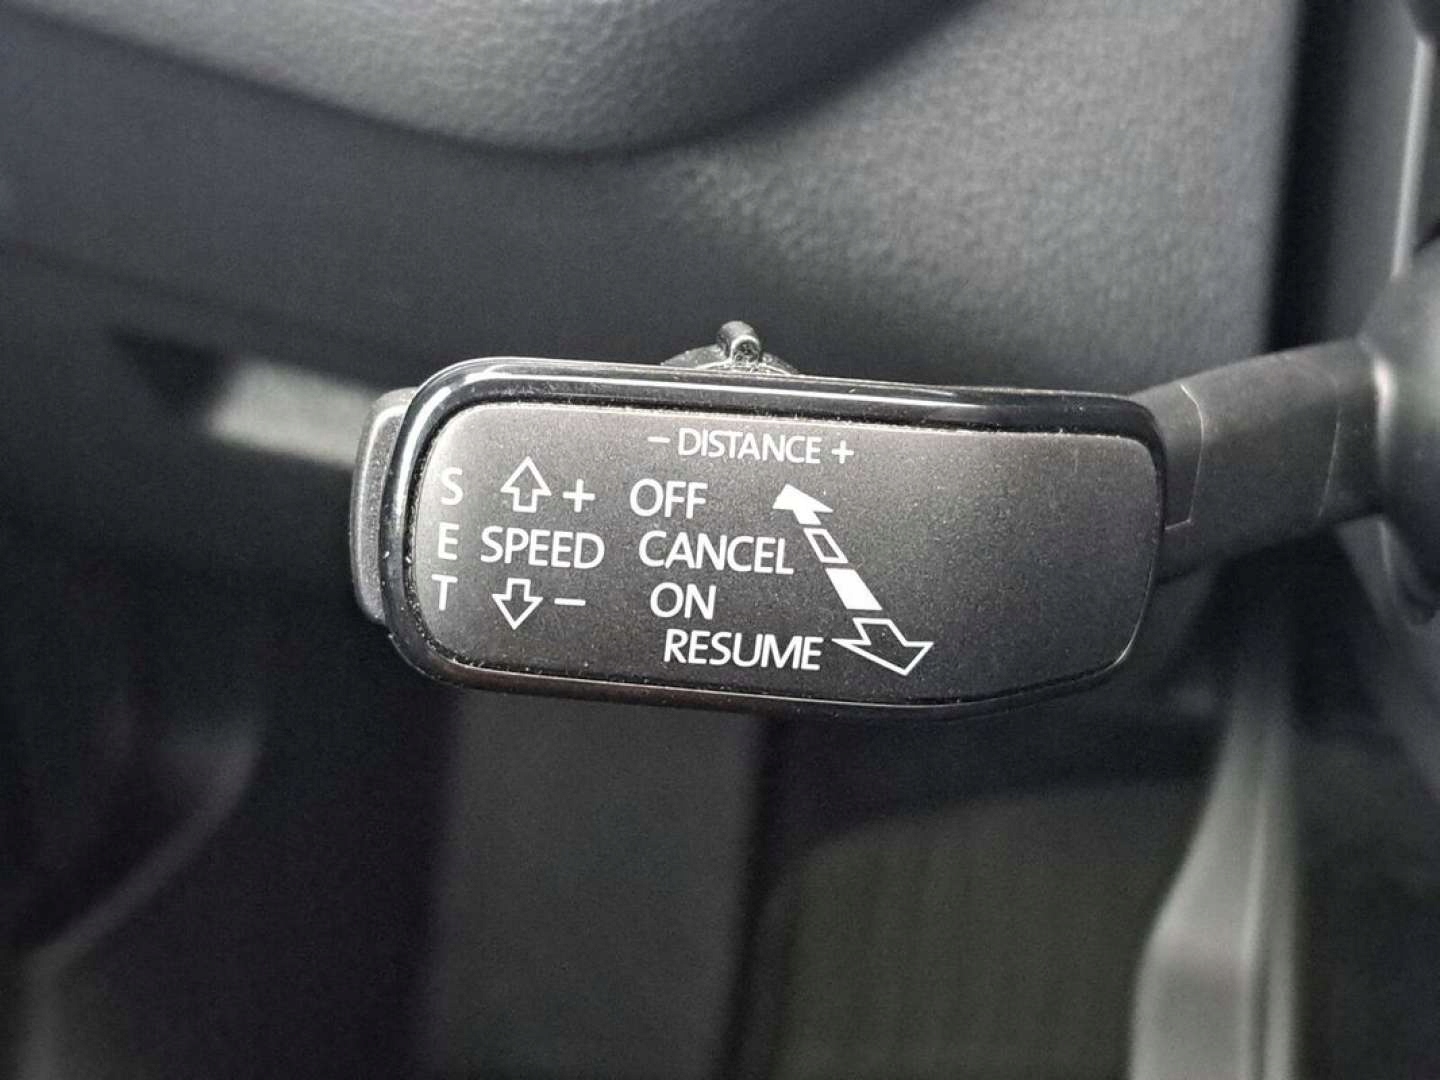 – DISTANCE +
S + OFF
E SPEED CANCEL
T – ON
RESUME